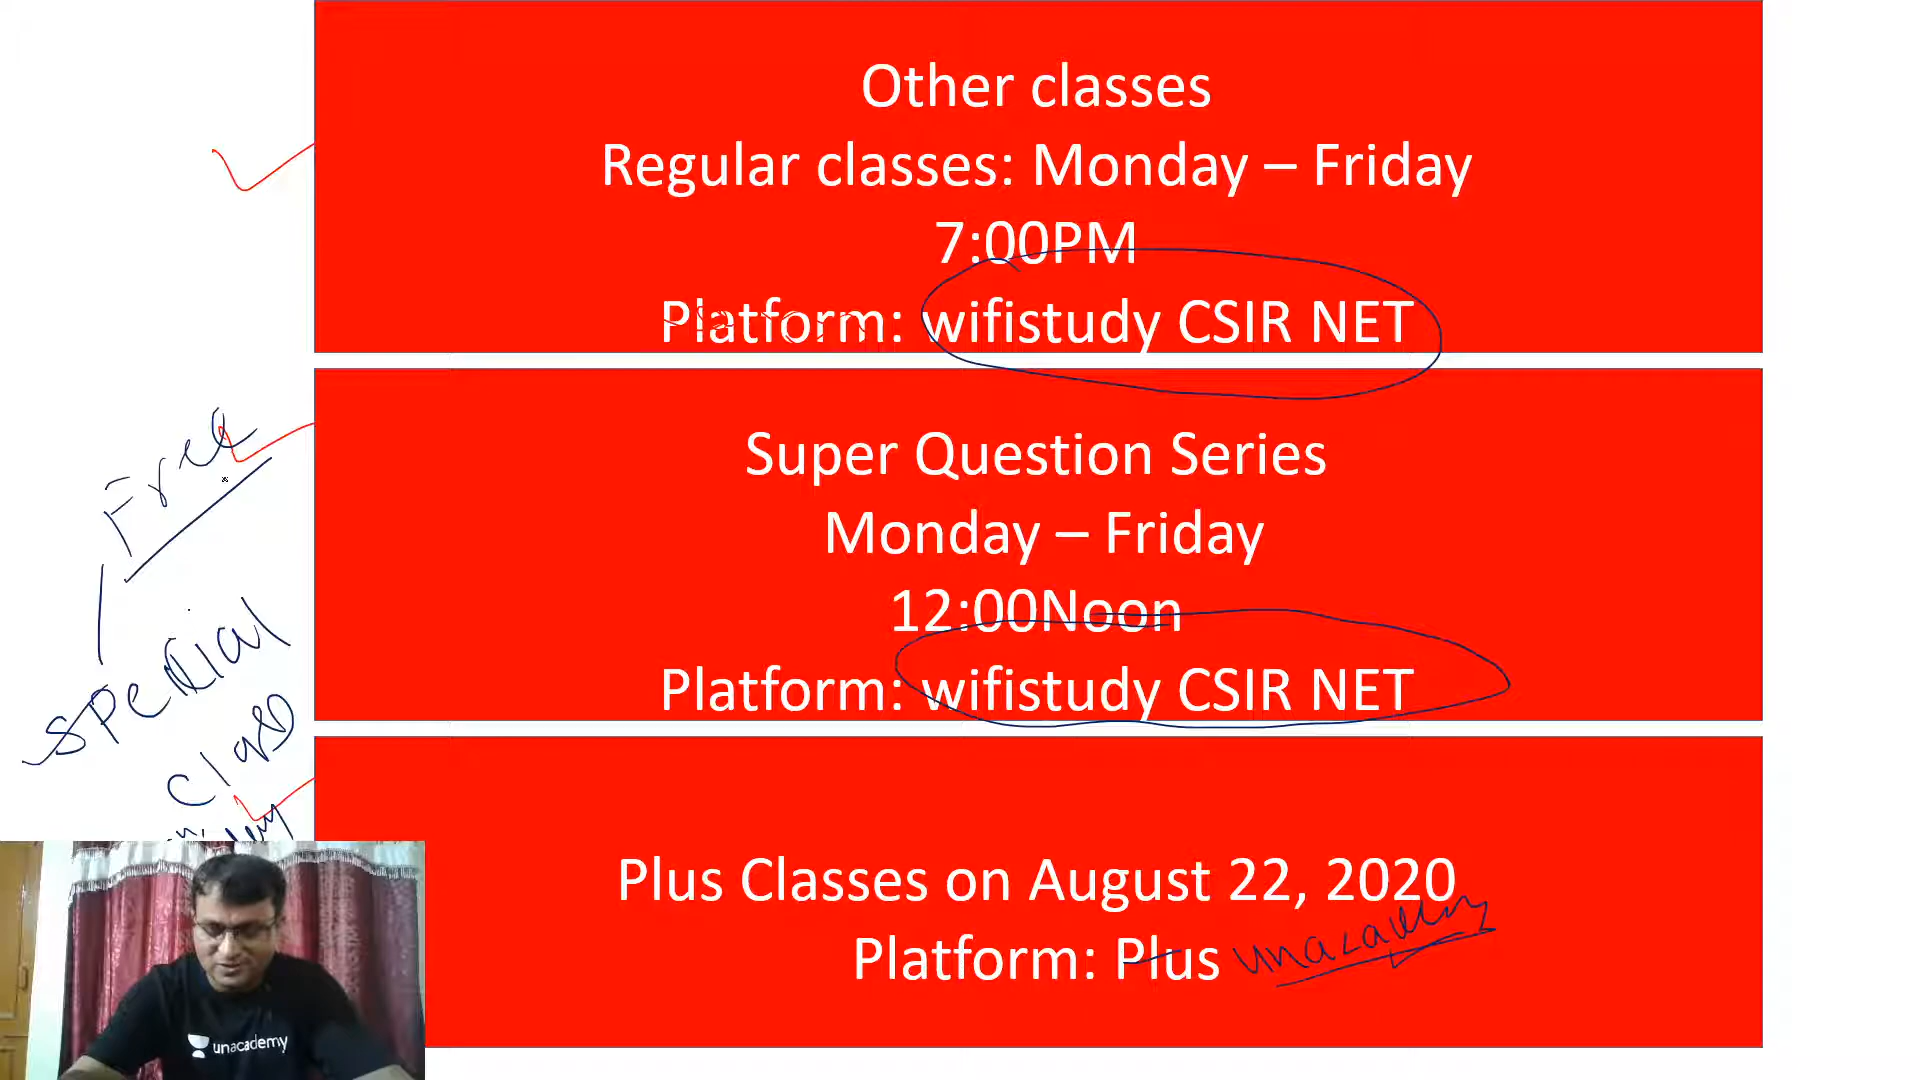 Other classes
Regular classes: Monday – Friday
7:00PM
Platform: wifistudy CSIR NET
Free
Super Question Series
Monday – Friday
12:00Noon
Platform: wifistudy CSIR NET
special
class
Plus Classes on August 22, 2020
Platform: Plus unacademy
unacademy